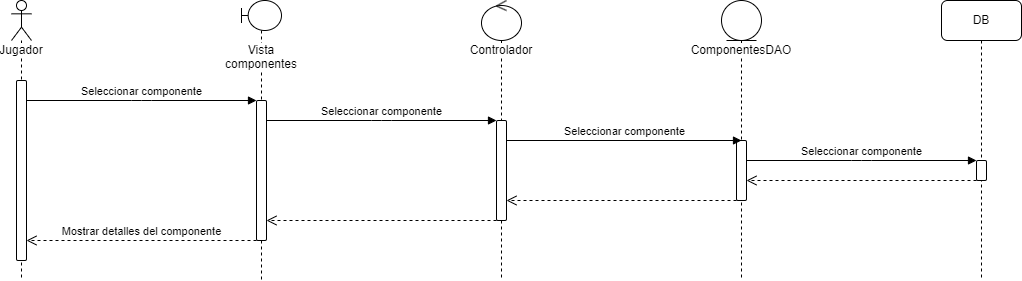 Jugador
Vista
componentes
Controlador
ComponentesDAO
DB
Seleccionar componente
Seleccionar componente
Seleccionar componente
Seleccionar componente
Mostrar detalles del componente